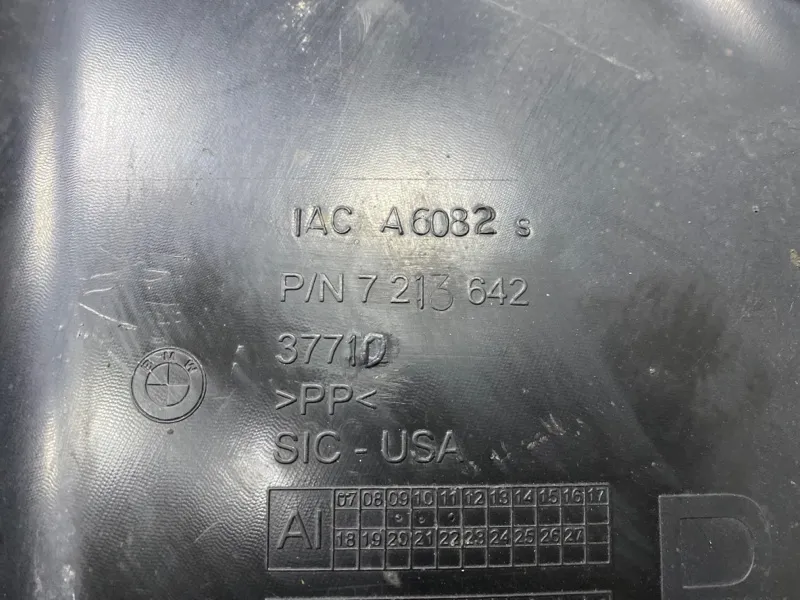 IAC A6082 s
P/N 7 213 642
37710
>PP<
BMW
SIC - USA
AI
07 08 09 10 11 12 13 14 15 16 17
18 19 20 21 22 23 24 25 26 27